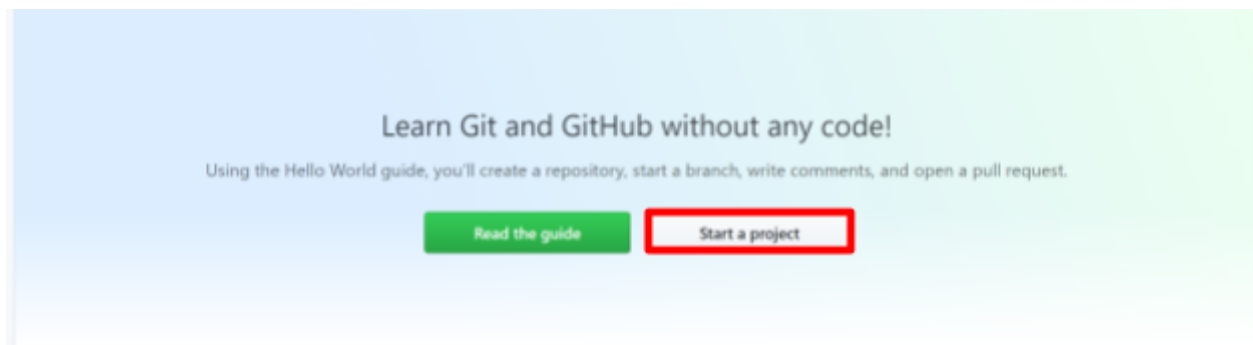 Learn Git and GitHub without any code!
Using the Hello World guide, you'll create a repository, start a branch, write comments, and open a pull request.
Read the guide
Start a project